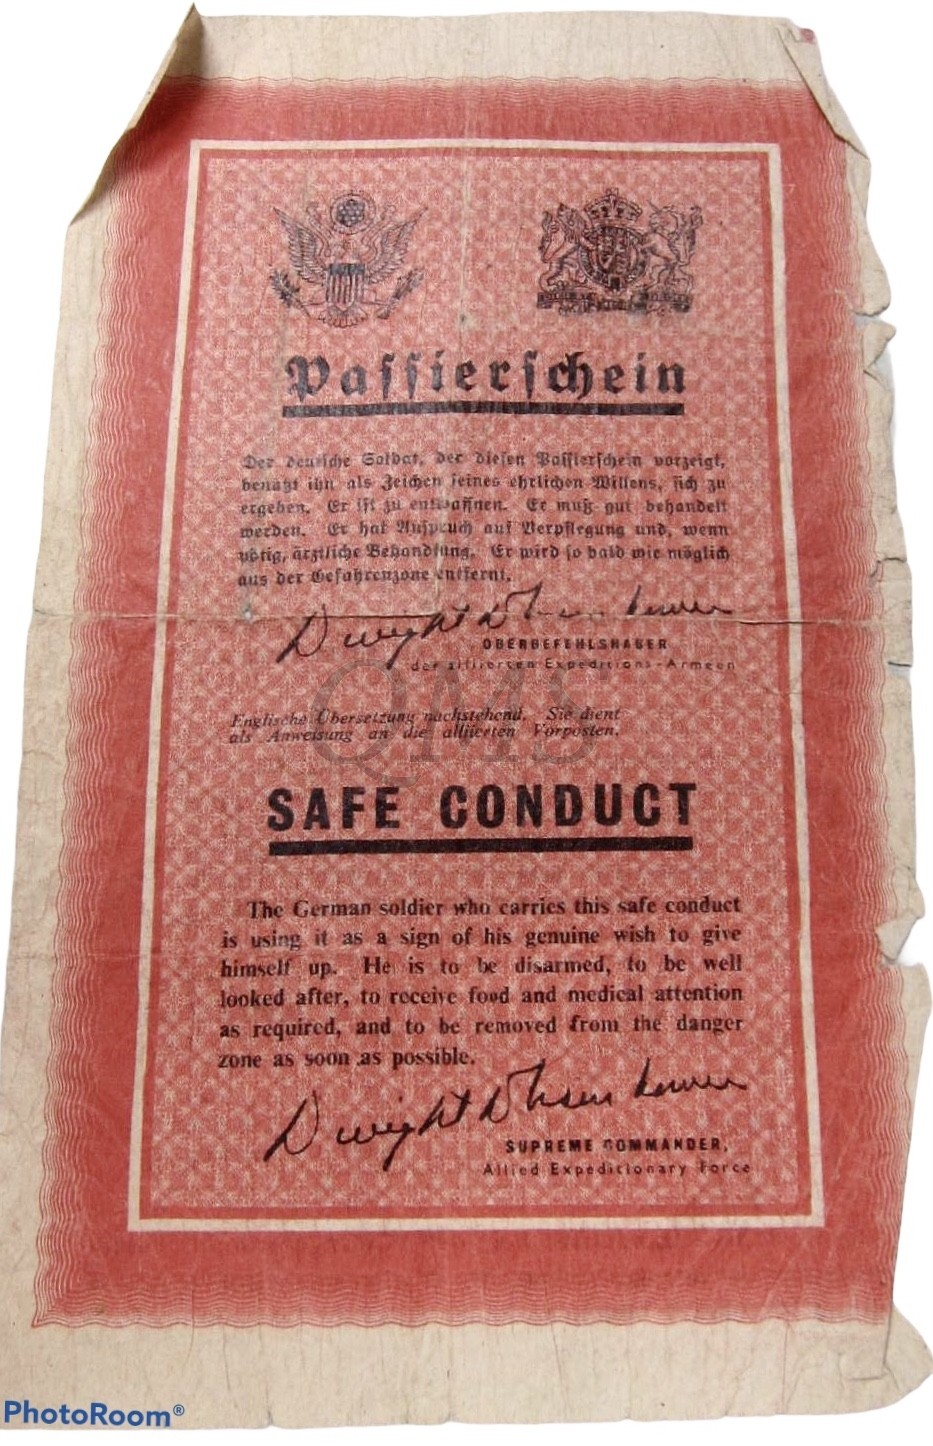 Passierschein
Der deutsche Soldat, der diesen Passierschein vorzeigt,
benutzt ihn als Zeichen seines ehrlichen Willens, sich zu
ergeben. Er ist zu entwaffnen. Er muß gut behandelt
werden. Er hat Anspruch auf Verpflegung und, wenn
nötig, ärztliche Behandlung. Er wird so bald wie möglich
aus der Gefahrenzone entfernt.
Dwight D Eisenhower
OBERBEFEHLSHABER
der alliierten Expeditions-Armeen
QMS
Englische Übersetzung nachstehend. Sie dient
als Anweisung an die alliierten Vorposten.
SAFE CONDUCT
The German soldier who carries this safe conduct
is using it as a sign of his genuine wish to give
himself up. He is to be disarmed, to be well
looked after, to receive food and medical attention
as required, and to be removed from the danger
zone as soon as possible.
Dwight D Eisenhower
SUPREME COMMANDER,
Allied Expeditionary Force
PhotoRoom®